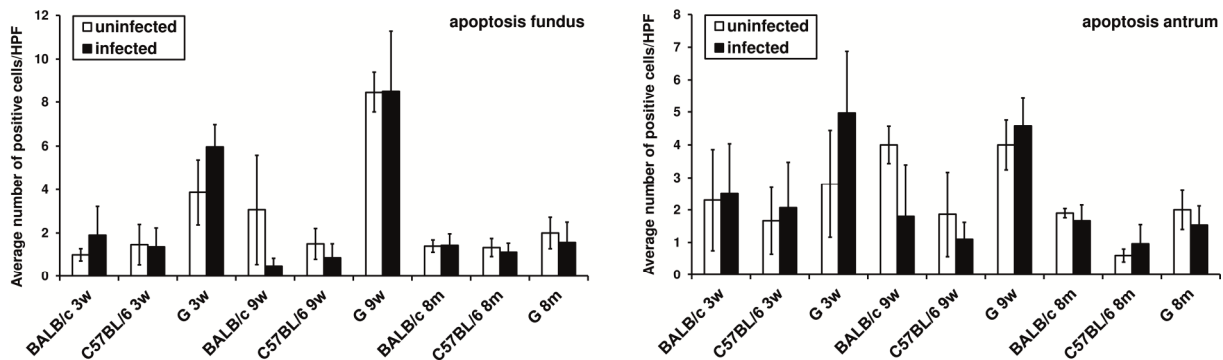 apoptosis fundus
uninfected
infected
Average number of positive cells/HPF
12
10
8
6
4
2
0
BALB/c 3w
C57BL/6 3w
G 3w
BALB/c 9w
C57BL/6 9w
G 9w
BALB/c 8m
C57BL/6 8m
G 8m
apoptosis antrum
uninfected
infected
Average number of positive cells/HPF
8
7
6
5
4
3
2
1
0
BALB/c 3w
C57BL/6 3w
G 3w
BALB/c 9w
C57BL/6 9w
G 9w
BALB/c 8m
C57BL/6 8m
G 8m